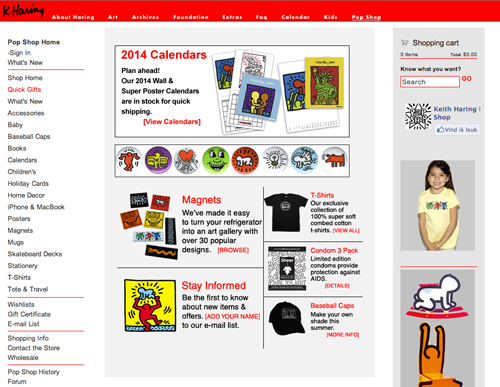 K. Haring
About Haring Art Archives Foundation Extras Faq Calendar Kids Pop Shop
Pop Shop Home
-Sign In
What's New
Shop Home
Quick Gifts
What's New
Accessories
Baby
Baseball Caps
Books
Calendars
Children's
Holiday Cards
Home Decor
iPhone & MacBook
Posters
Magnets
Mugs
Skateboard Decks
Stationery
T-Shirts
Tote & Travel
Wishlists
Gift Certificate
E-mail List
Shopping Info
Contact the Store
Wholesale
Pop Shop History
Forum
2014 Calendars
Plan ahead!
Our 2014 Wall &
Super Poster Calendars
are in stock for quick
shipping.
[View Calendars]
Magnets
We've made it easy
to turn your refrigerator
into an art gallery with
over 30 popular
designs. [BROWSE]
Stay Informed
Be the first to know
about new items &
offers. [ADD YOUR NAME]
to our e-mail list.
T-Shirts
Our exclusive
collection of
100% super soft
combed cotton
t-shirts. [VIEW ALL]
Condom 3 Pack
Limited edition
condoms provide
protection against
AIDS.
[DETAILS]
Baseball Caps
Make your own
shade this
summer.
[MORE INFO]
Shopping cart
0 Items Total: $0.00
Know what you want?
Search GO
Keith Haring
Shop
Vind ik leuk